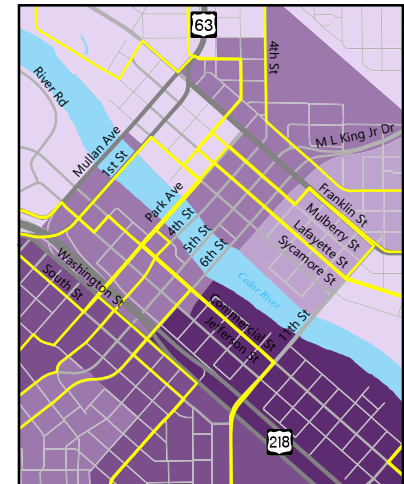 63
4th St
River Rd
M L King Jr Dr
Mullan Ave
1st St
Park Ave
Franklin St
4th St
Mulberry St
5th St
Lafayette St
6th St
Sycamore St
Washington St
South St
Cedar River
Commercial St
Jefferson St
11th St
218